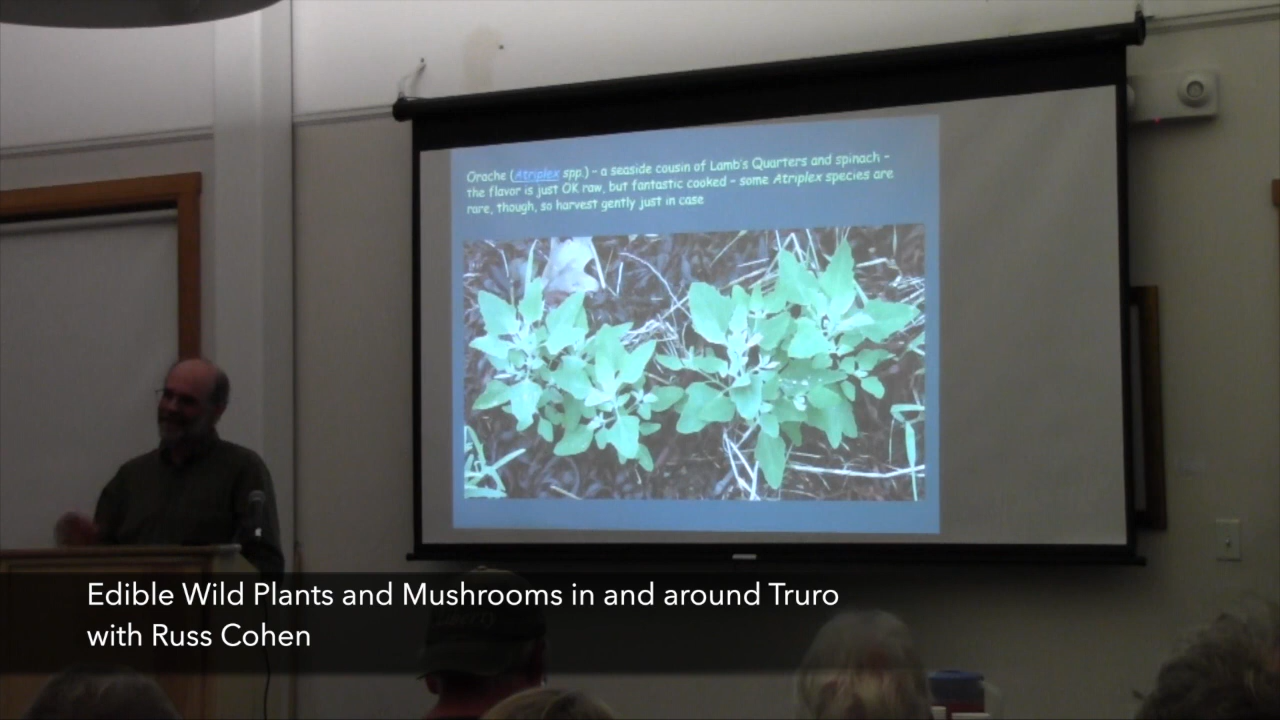 Orache (Atriplex spp.) – a seaside cousin of Lamb's Quarters and spinach –
the flavor is just OK raw, but fantastic cooked – some Atriplex species are
rare, though, so harvest gently just in case
Edible Wild Plants and Mushrooms in and around Truro
with Russ Cohen